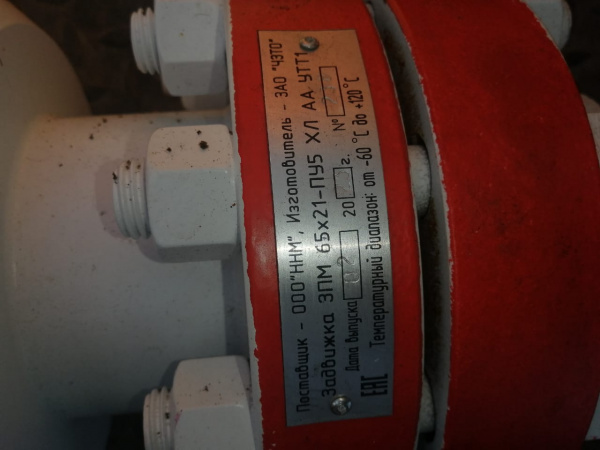 Поставщик - ООО"ННМ", Изготовитель - ЗАО "ЧЭТО"
Задвижка ЗПМ 65х21-ПУ5 ХЛ АА УТТ1
Дата выпуска 20 г. №
ЕАС Температурный диапазон: от -60 °С до +120°С